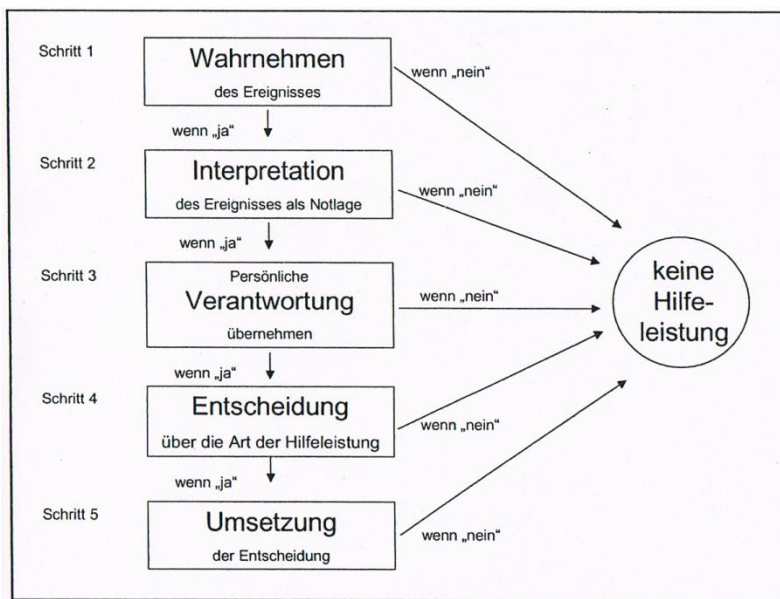 Schritt 1
Wahrnehmen
des Ereignisses
wenn „nein“
wenn „ja“
Schritt 2
Interpretation
des Ereignisses als Notlage
wenn „nein“
wenn „ja“
Schritt 3
Persönliche
Verantwortung
übernehmen
wenn „nein“
keine
Hilfe-
leistung
wenn „ja“
Schritt 4
Entscheidung
über die Art der Hilfeleistung
wenn „nein“
wenn „ja“
Schritt 5
Umsetzung
der Entscheidung
wenn „nein“